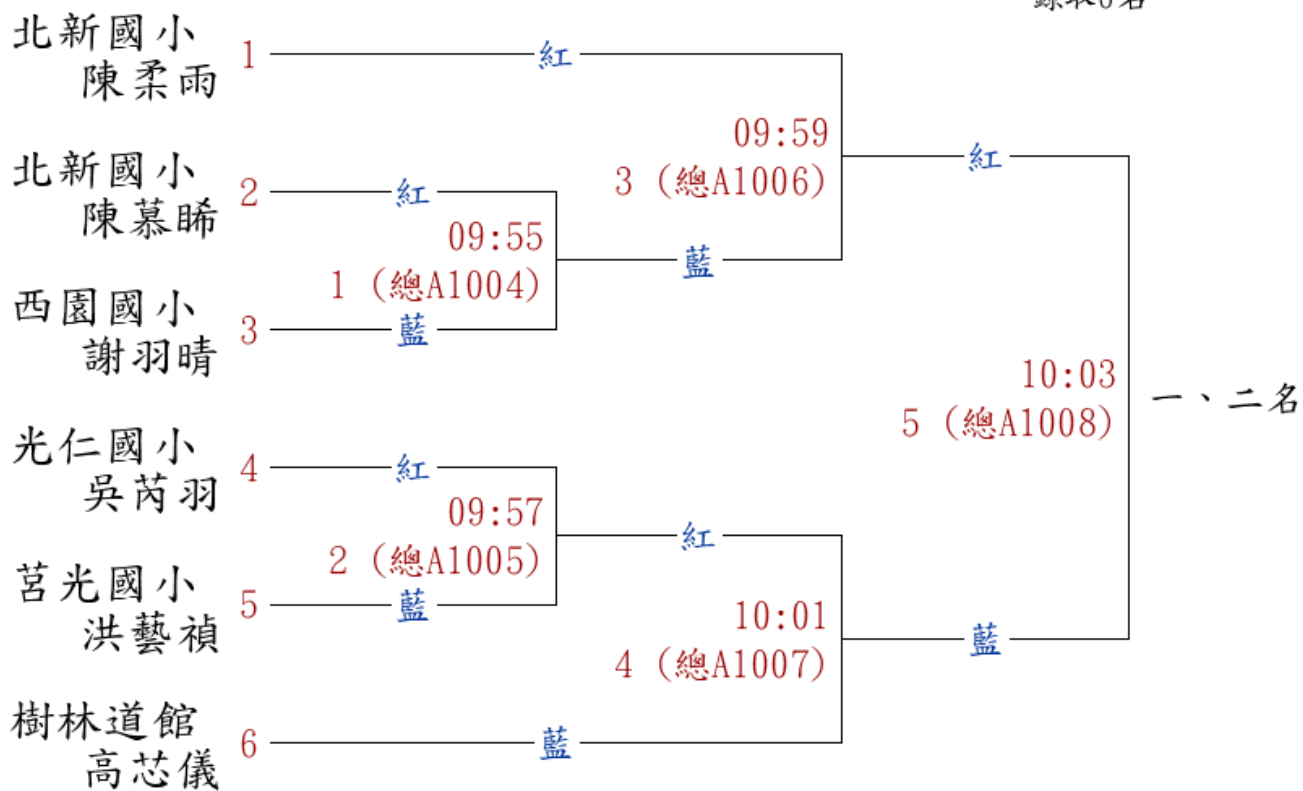 錄取6名
北新國小
陳柔雨
1
紅
09:59
3 (總A1006)
紅
北新國小
陳慕晞
2
紅
09:55
1 (總A1004)
藍
西園國小
謝羽晴
3
藍
10:03
5 (總A1008)
一、二名
光仁國小
吳芮羽
4
紅
09:57
2 (總A1005)
紅
莒光國小
洪藝禎
5
藍
10:01
4 (總A1007)
藍
樹林道館
高芯儀
6
藍